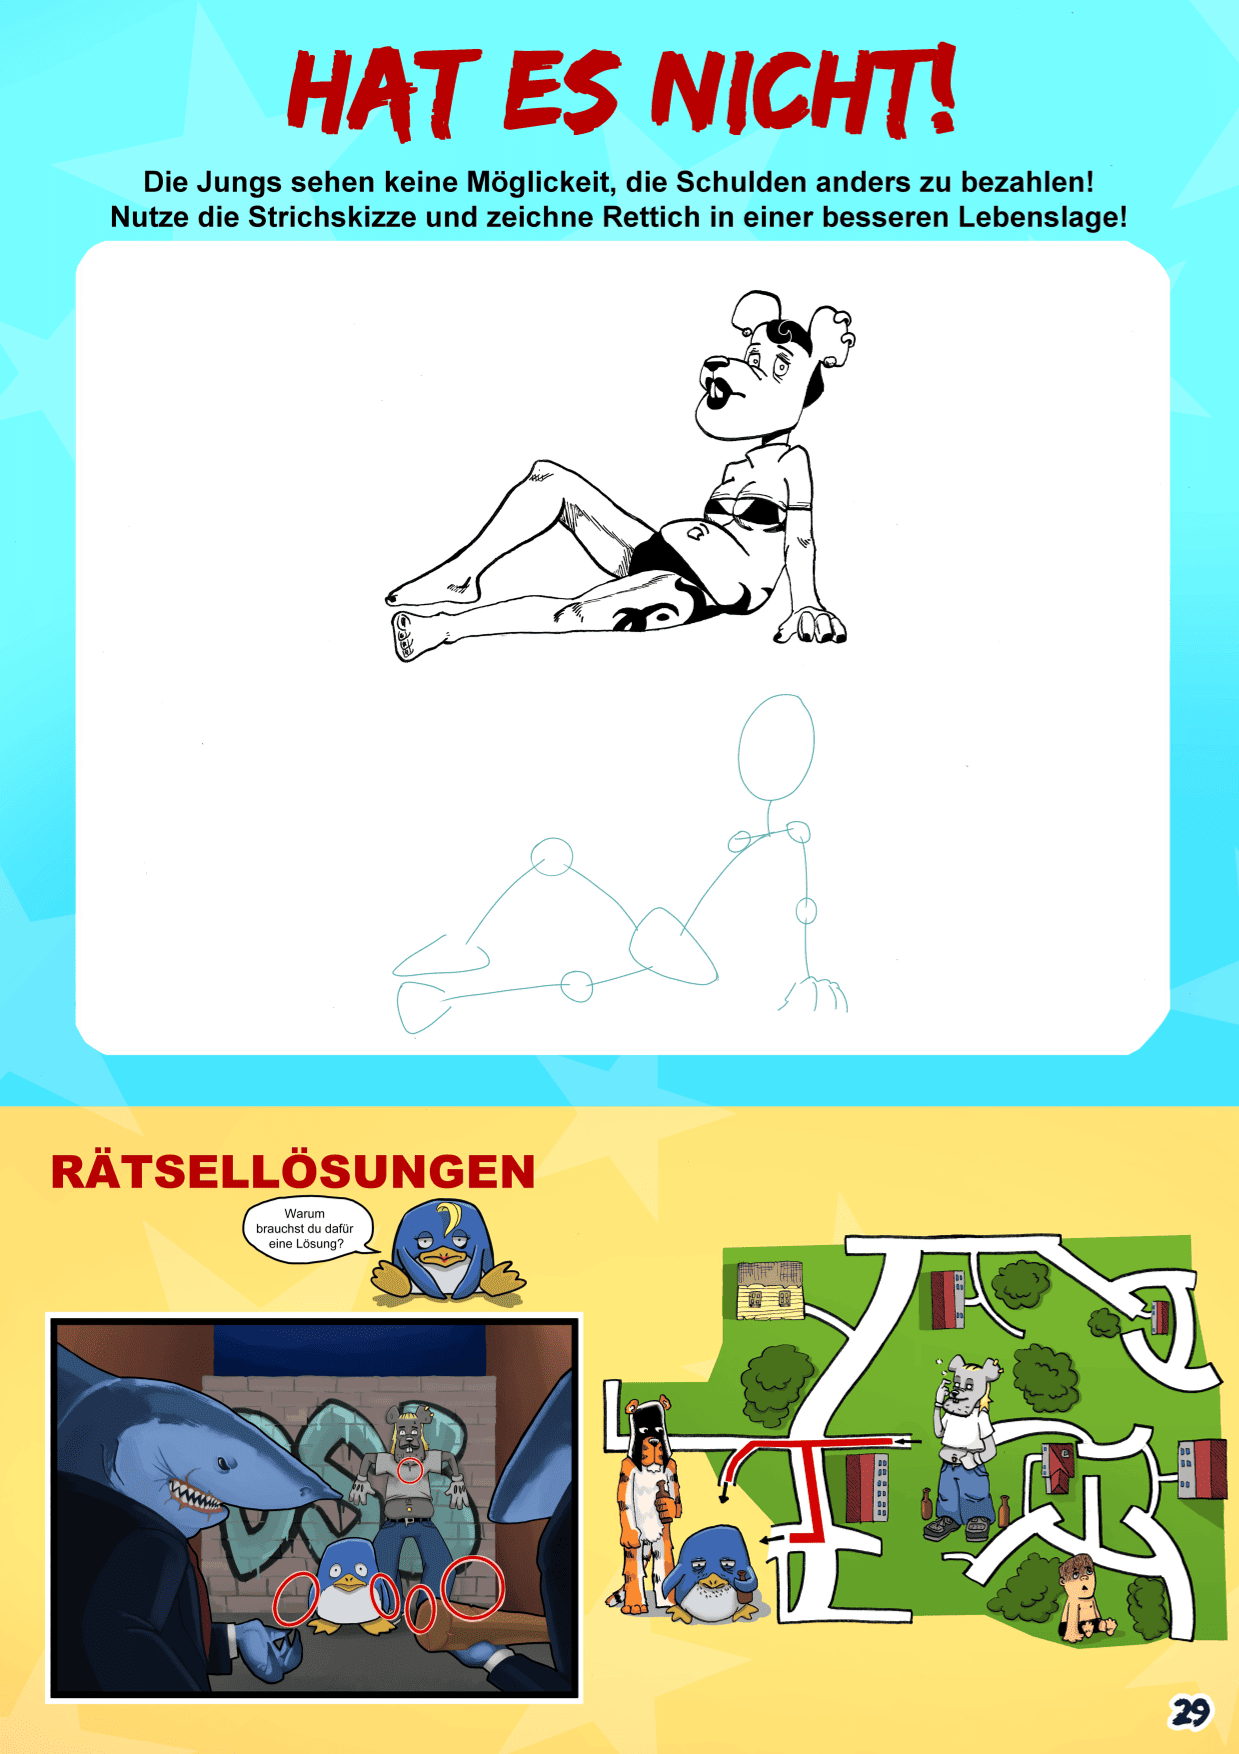 HAT ES NICHT!
Die Jungs sehen keine Möglickeit, die Schulden anders zu bezahlen!
Nutze die Strichskizze und zeichne Rettich in einer besseren Lebenslage!
RÄTSELLÖSUNGEN
Warum
brauchst du dafür
eine Lösung?
29